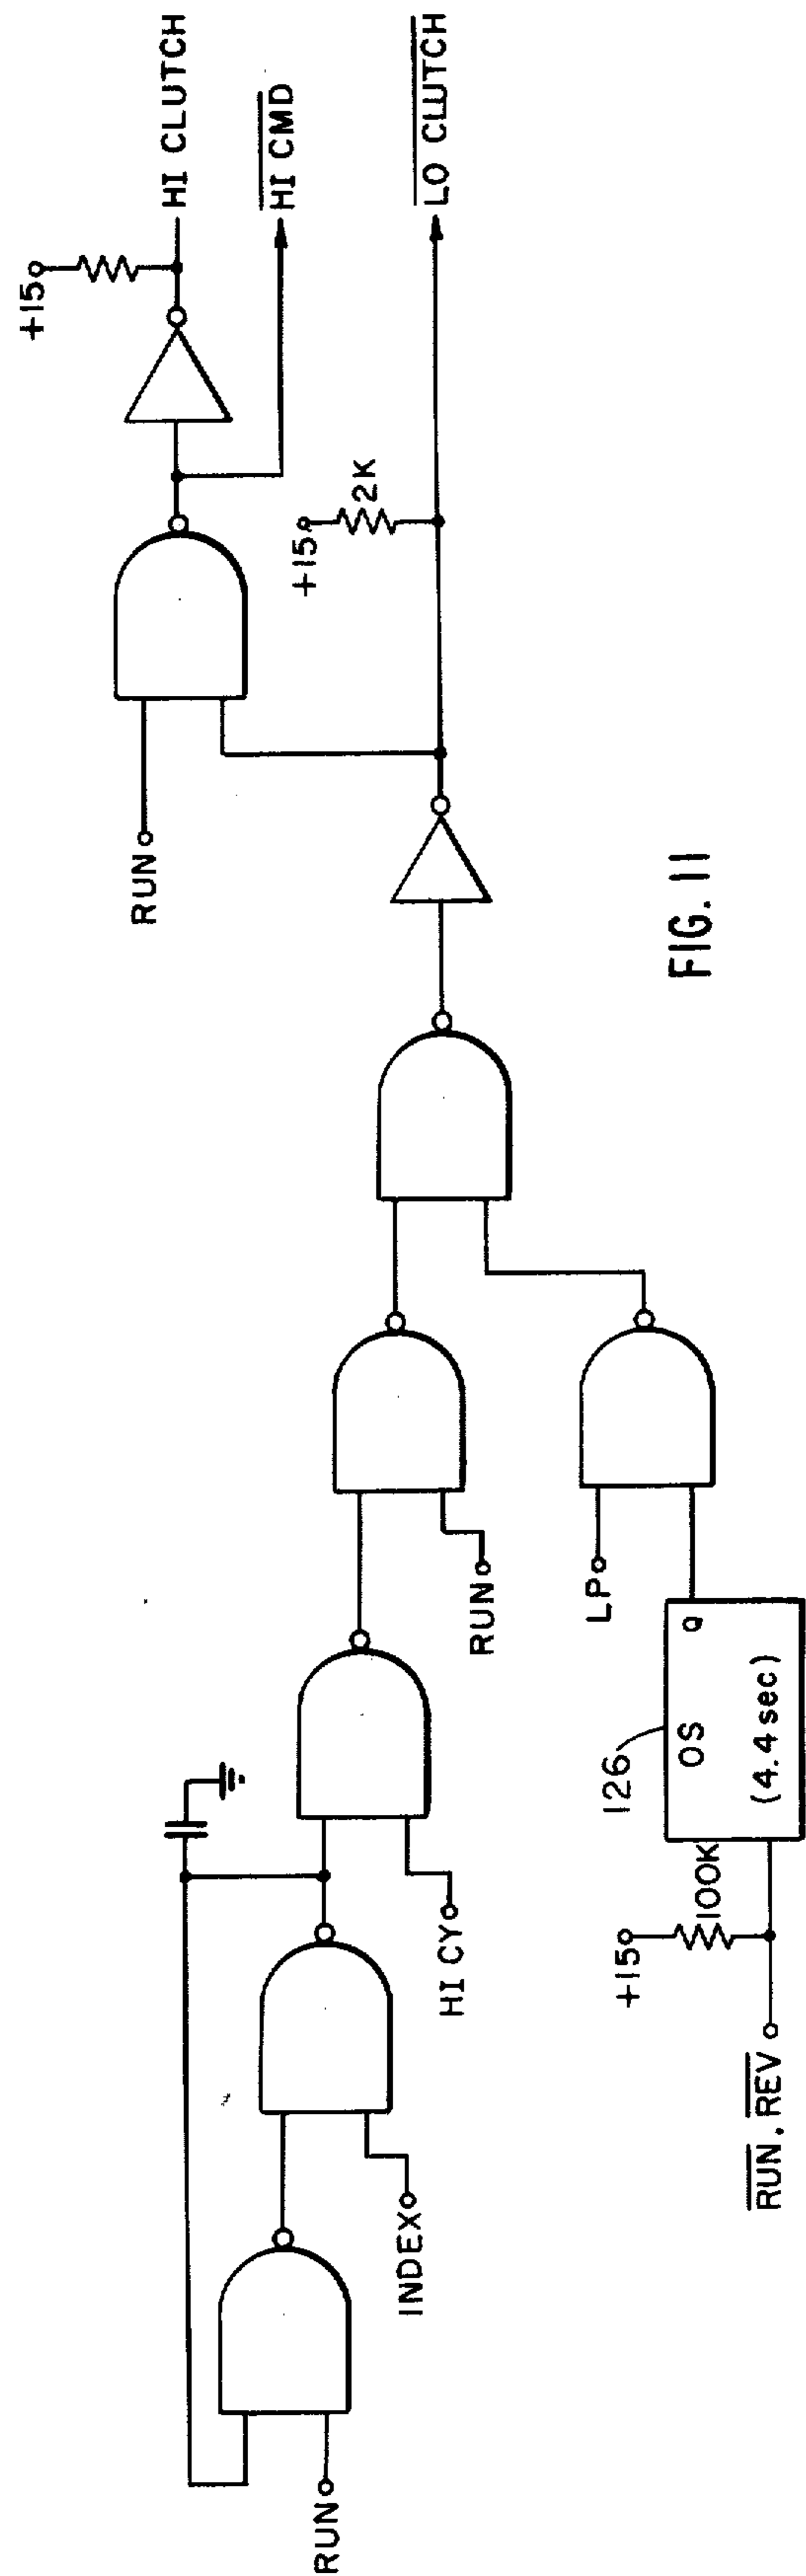 +15
HI CLUTCH
HI CMD
RUN
+15
2K
LO CLUTCH
RUN
INDEX
HI CY
RUN
LP
126
OS
Q
(4.4 sec)
+15
100K
RUN, REV
FIG. 11